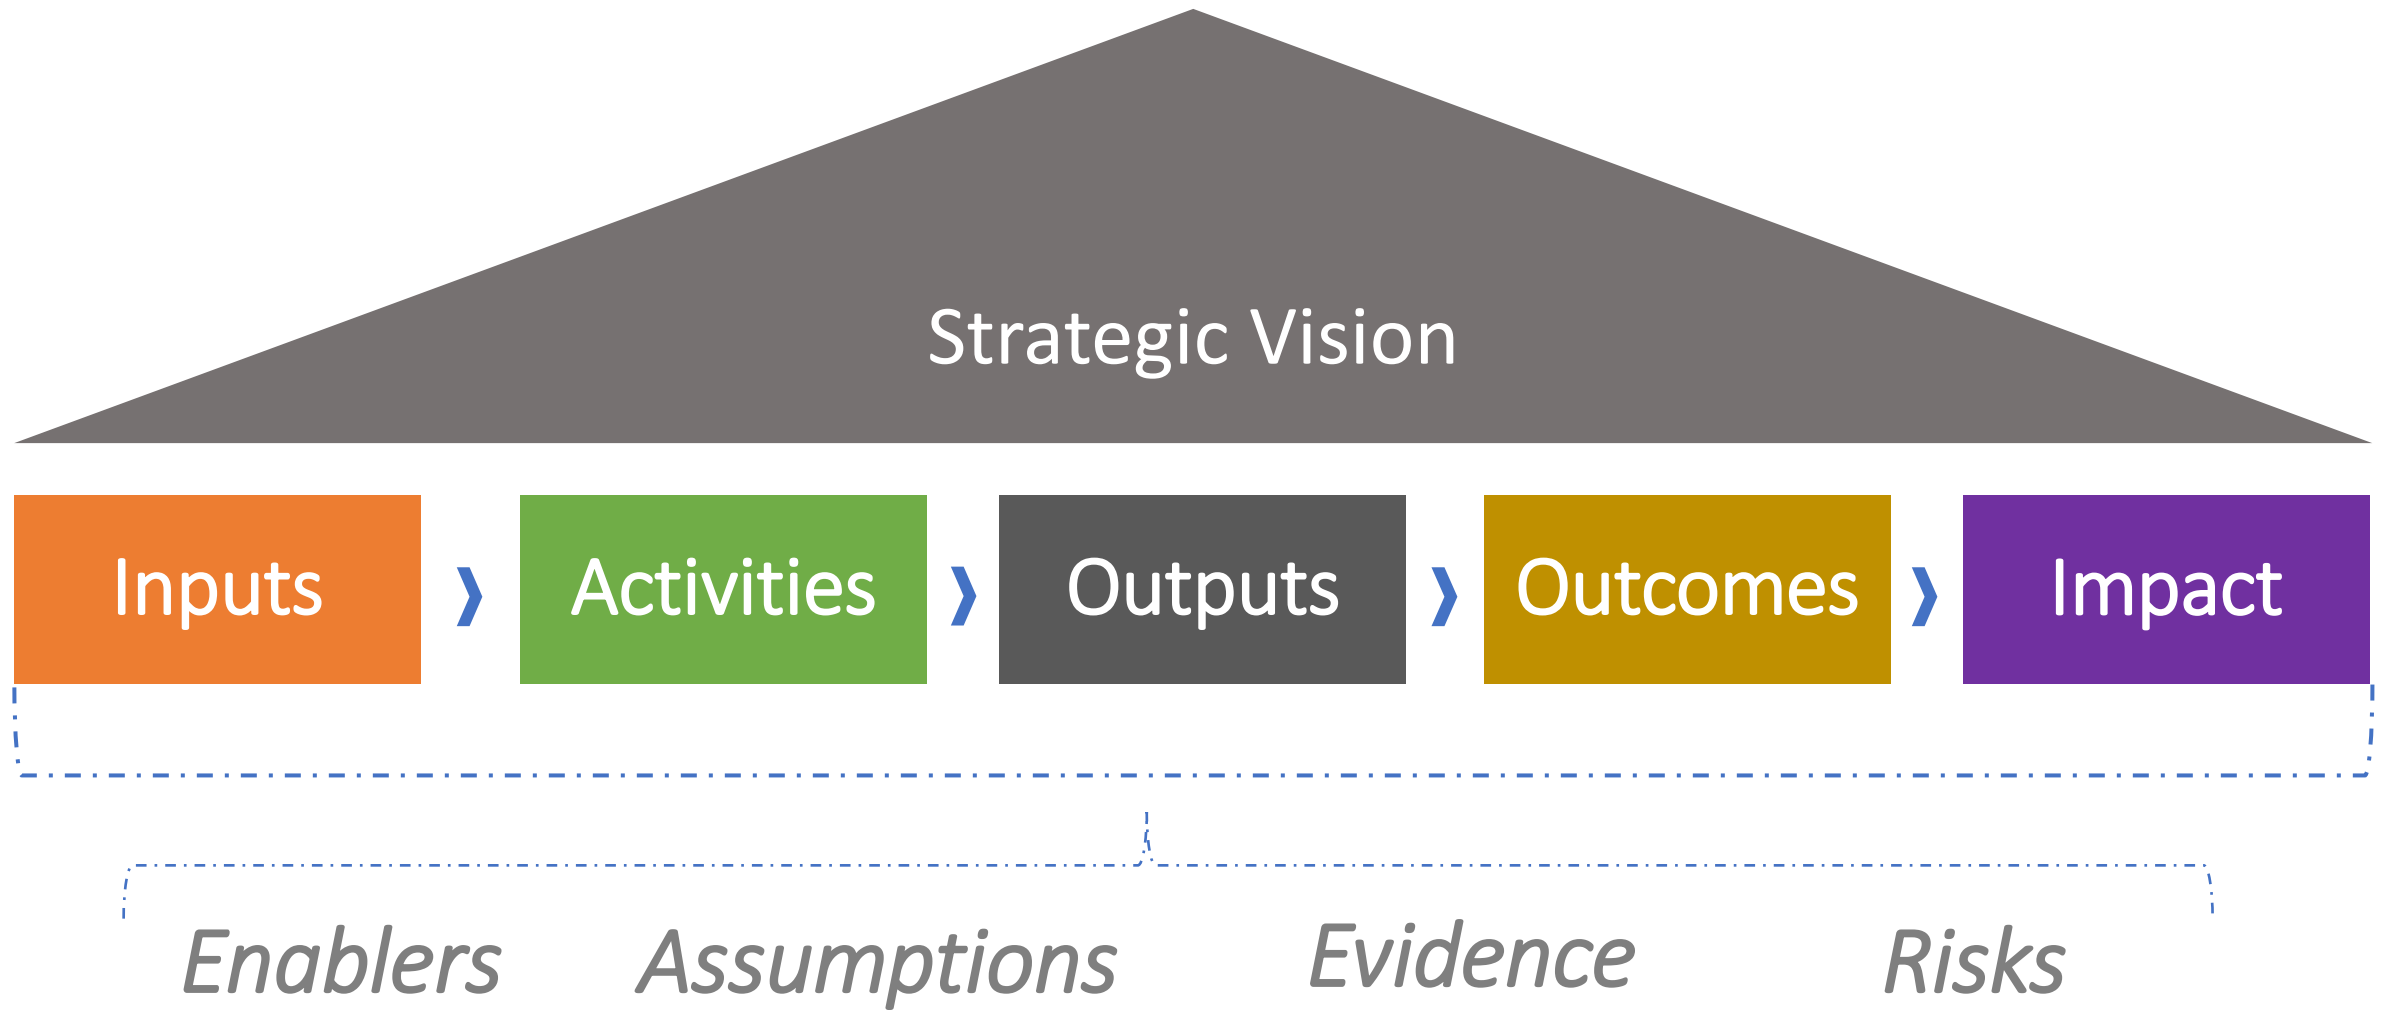 Strategic Vision
Inputs
Activities
Outputs
Outcomes
Impact
Enablers
Assumptions
Evidence
Risks